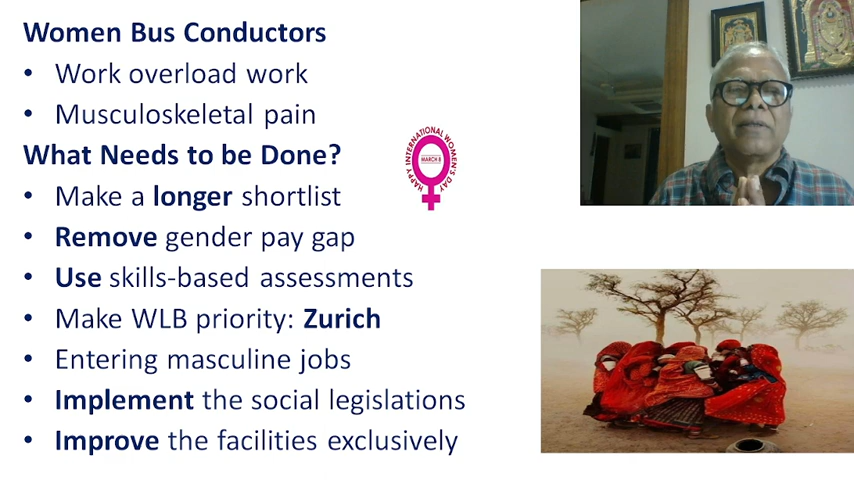 Women Bus Conductors
• Work overload work
• Musculoskeletal pain
What Needs to be Done?
• Make a longer shortlist
• Remove gender pay gap
• Use skills-based assessments
• Make WLB priority: Zurich
• Entering masculine jobs
• Implement the social legislations
• Improve the facilities exclusively
HAPPY INTERNATIONAL WOMEN'S DAY
MARCH 8